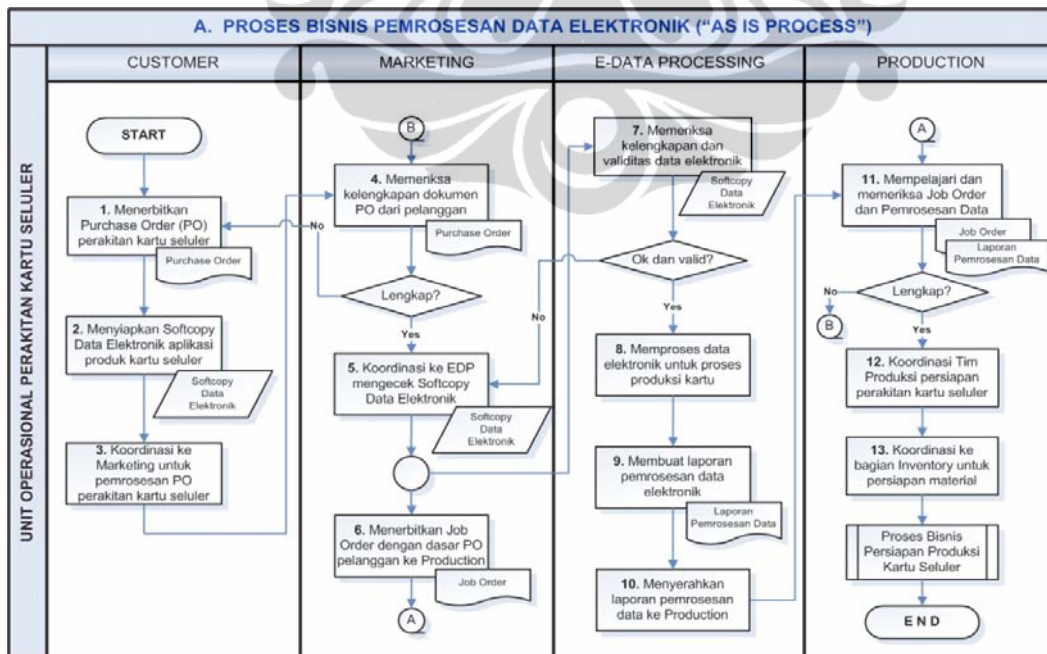 A. PROSES BISNIS PEMROSESAN DATA ELEKTRONIK ("AS IS PROCESS")
UNIT OPERASIONAL PERAKITAN KARTU SELULER
CUSTOMER
START
1. Menerbitkan
Purchase Order (PO)
perakitan kartu seluler
Purchase Order
2. Menyiapkan Softcopy
Data Elektronik aplikasi
produk kartu seluler
Softcopy
Data
Elektronik
3. Koordinasi ke
Marketing untuk
pemrosesan PO
perakitan kartu seluler
MARKETING
B
4. Memeriksa
kelengkapan dokumen
PO dari pelanggan
Purchase Order
No
Lengkap?
Yes
5. Koordinasi ke EDP
mengecek Softcopy
Data Elektronik
Softcopy
Data
Elektronik
6. Menerbitkan Job
Order dengan dasar PO
pelanggan ke Production
Job Order
A
E-DATA PROCESSING
7. Memeriksa
kelengkapan dan
validitas data elektronik
Softcopy
Data
Elektronik
Ok dan valid?
No
Yes
8. Memproses data
elektronik untuk proses
produksi kartu
9. Membuat laporan
pemrosesan data
elektronik
Laporan
Pemrosesan Data
10. Menyerahkan
laporan pemrosesan
data ke Production
PRODUCTION
A
11. Mempelajari dan
memeriksa Job Order
dan Pemrosesan Data
Job Order
Laporan
Pemrosesan Data
Lengkap?
No
B
Yes
12. Koordinasi Tim
Produksi persiapan
perakitan kartu seluler
13. Koordinasi ke
bagian Inventory untuk
persiapan material
Proses Bisnis
Persiapan Produksi
Kartu Seluler
E N D